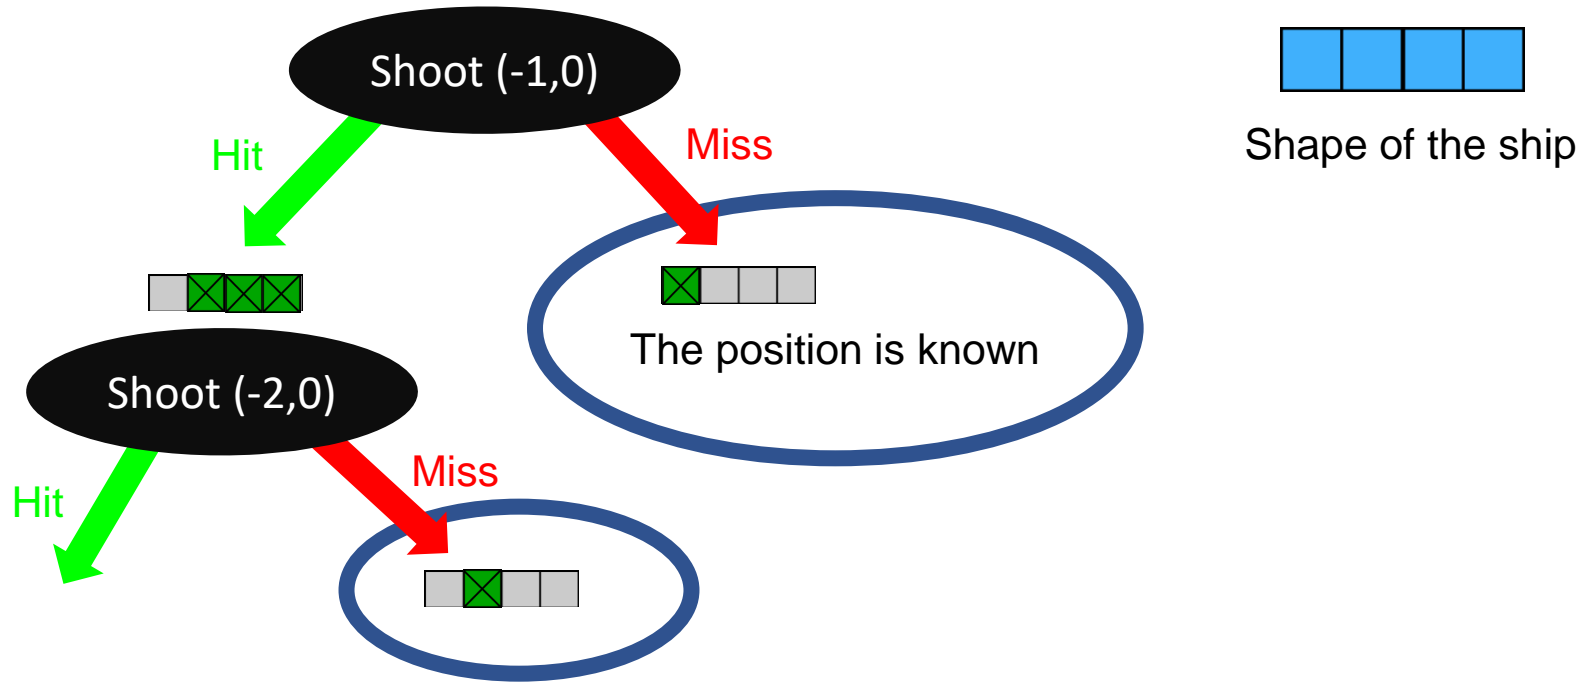 Shoot (-1,0)
Shape of the ship
Hit
Miss
The position is known
Shoot (-2,0)
Hit
Miss